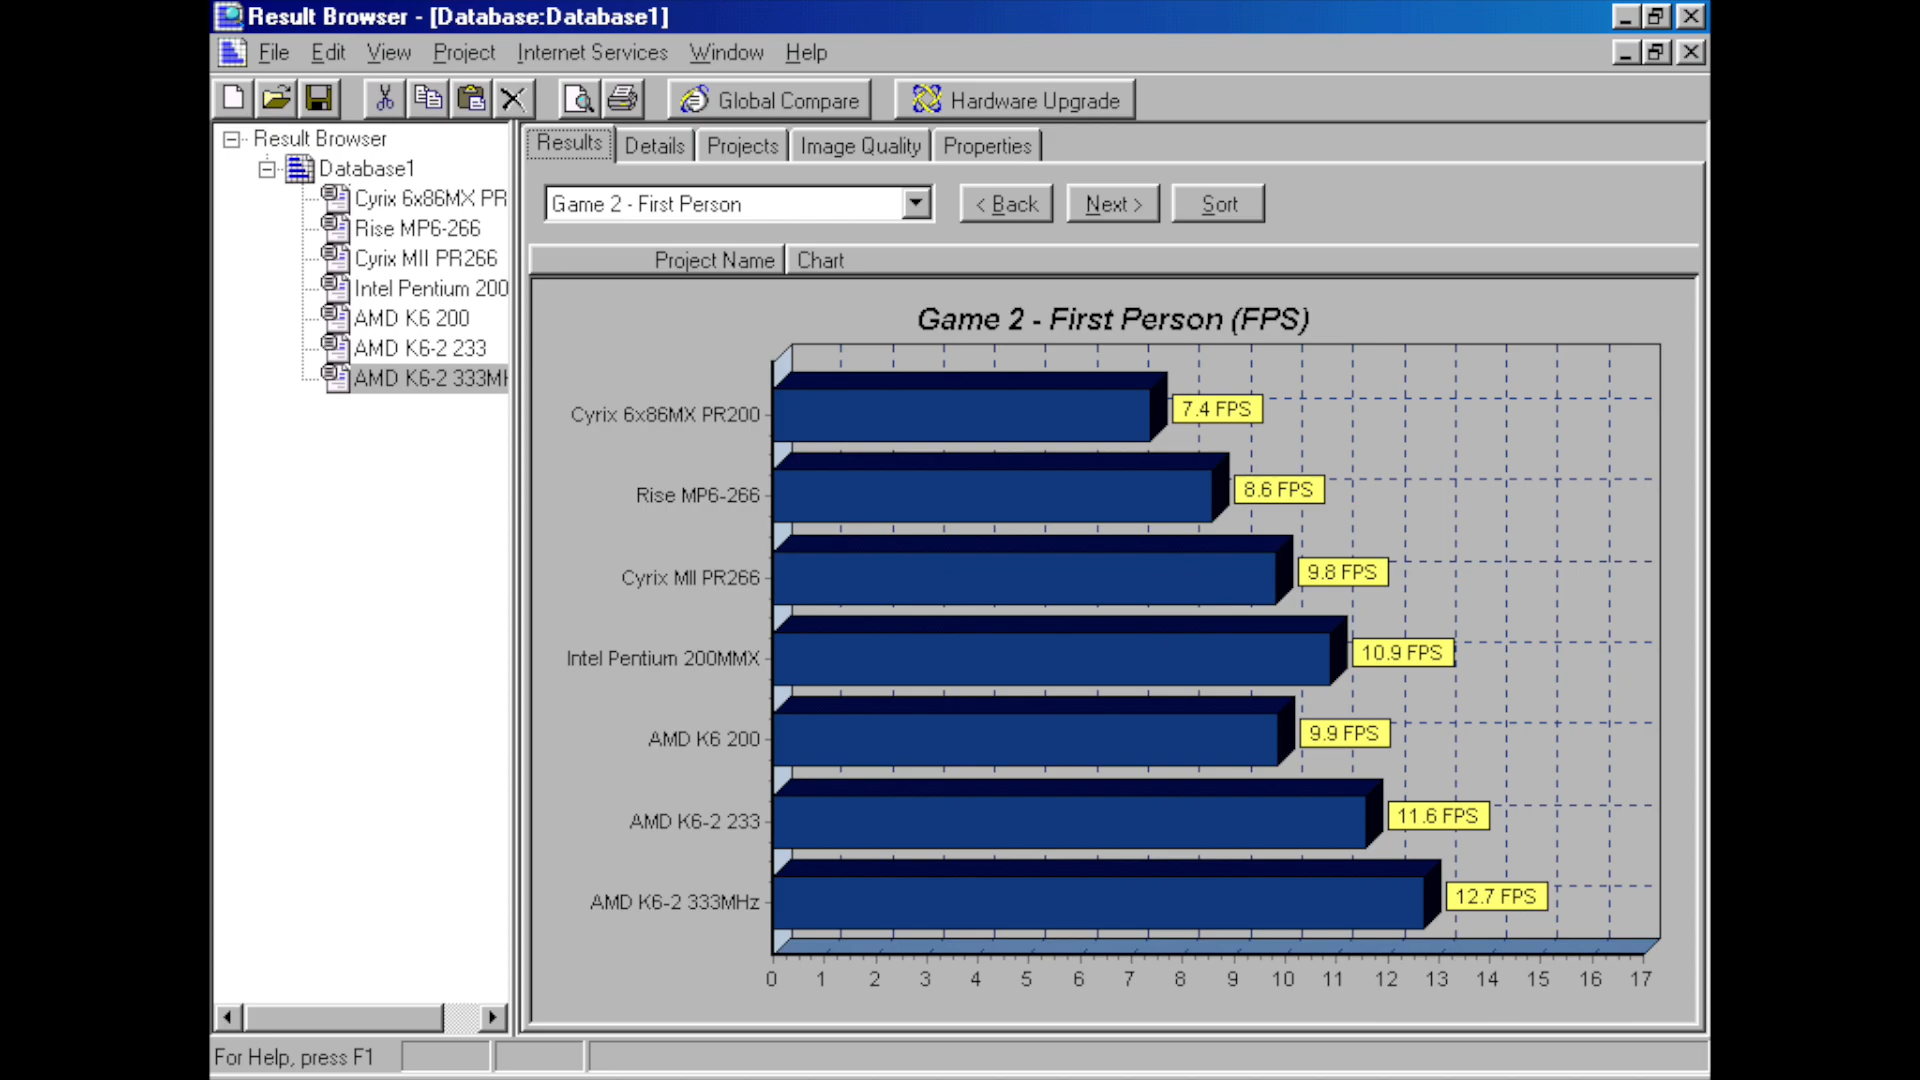 Result Browser - [Database:Database1]
File Edit View Project Internet Services Window Help
Global Compare Hardware Upgrade
Result Browser
Database1
Cyrix 6x86MX PR
Rise MP6-266
Cyrix MII PR266
Intel Pentium 200
AMD K6 200
AMD K6-2 233
AMD K6-2 333MH
Results Details Projects Image Quality Properties
Game 2 - First Person < Back Next > Sort
Project Name Chart
Game 2 - First Person (FPS)
Cyrix 6x86MX PR200 7.4 FPS
Rise MP6-266 8.6 FPS
Cyrix MII PR266 9.8 FPS
Intel Pentium 200MMX 10.9 FPS
AMD K6 200 9.9 FPS
AMD K6-2 233 11.6 FPS
AMD K6-2 333MHz 12.7 FPS
0 1 2 3 4 5 6 7 8 9 10 11 12 13 14 15 16 17
For Help, press F1